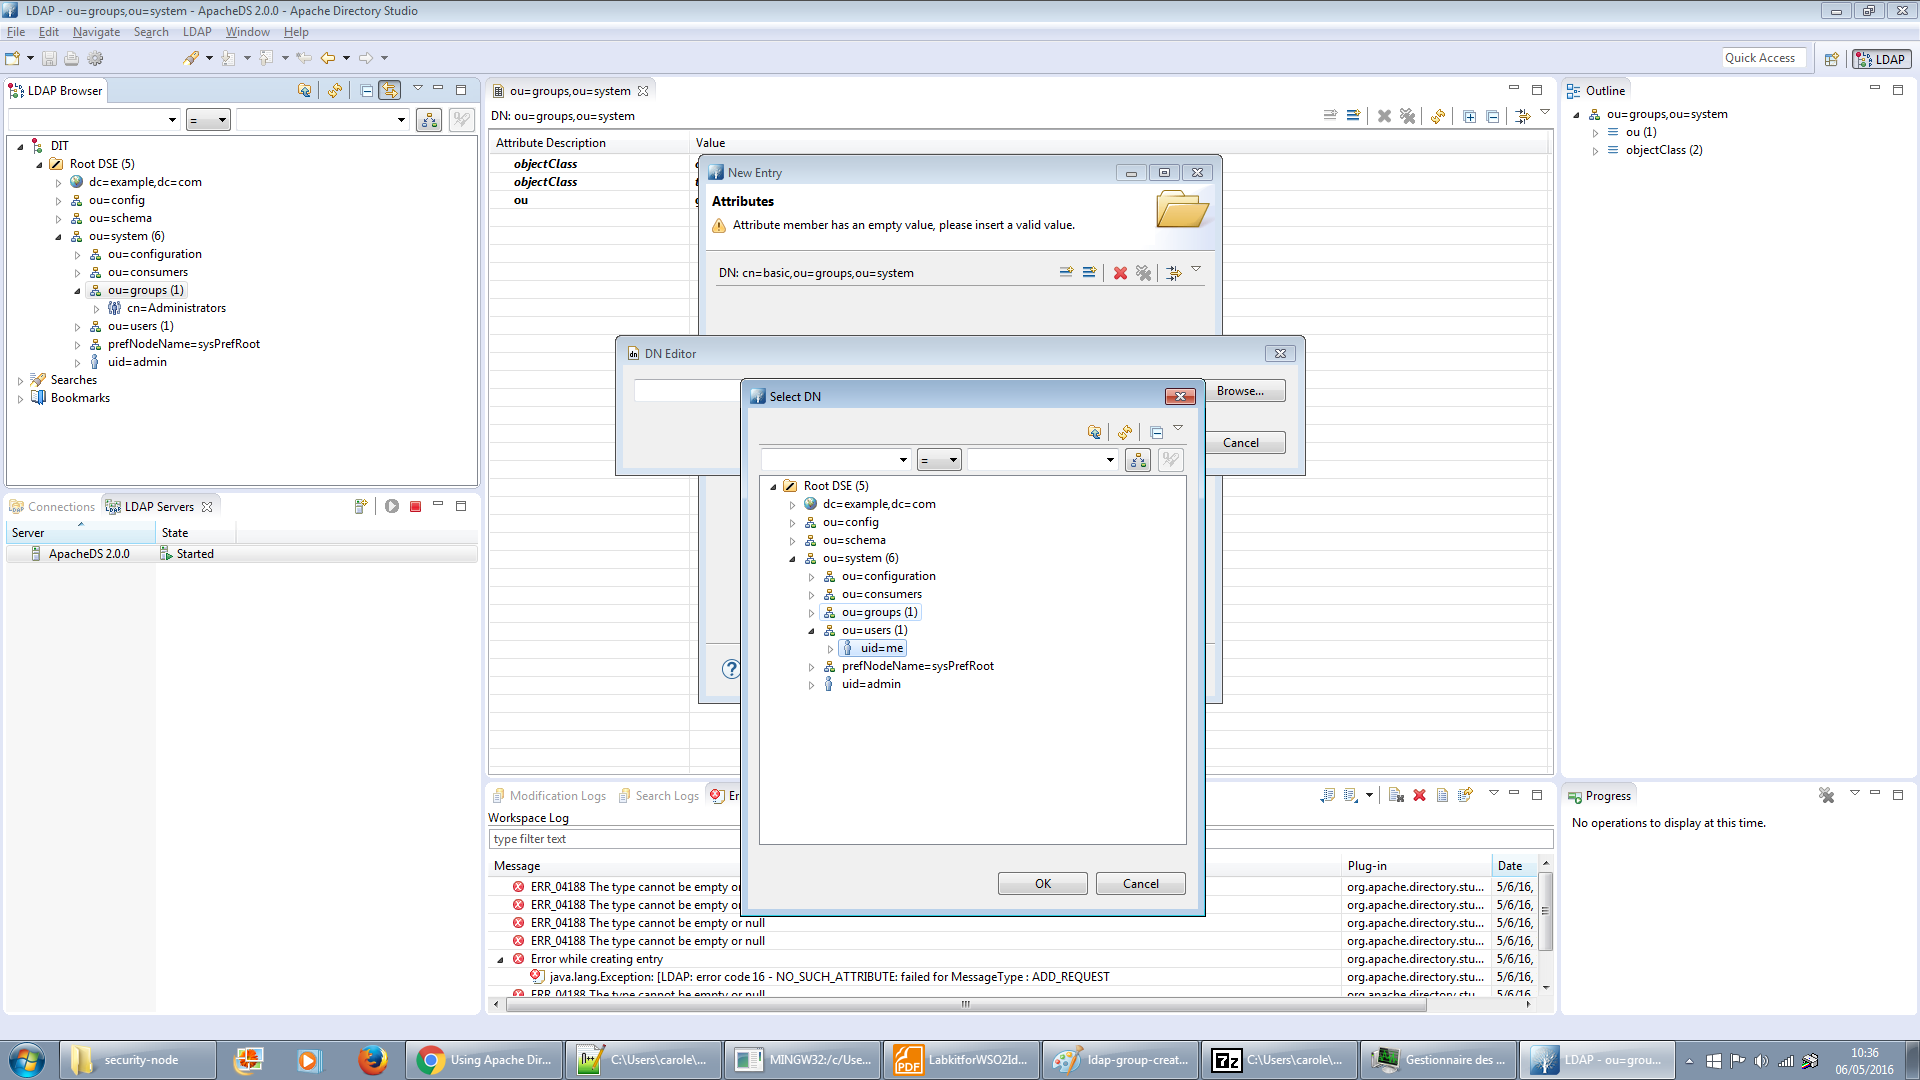 LDAP - ou=groups,ou=system - ApacheDS 2.0.0 - Apache Directory Studio
File Edit Navigate Search LDAP Window Help
Quick Access
LDAP
LDAP Browser
=
DIT
Root DSE (5)
dc=example,dc=com
ou=config
ou=schema
ou=system (6)
ou=configuration
ou=consumers
ou=groups (1)
cn=Administrators
ou=users (1)
prefNodeName=sysPrefRoot
uid=admin
Searches
Bookmarks
Connections LDAP Servers
Server State
ApacheDS 2.0.0 Started
ou=groups,ou=system
DN: ou=groups,ou=system
Attribute Description Value
objectClass
objectClass
ou
New Entry
Attributes
Attribute member has an empty value, please insert a valid value.
DN: cn=basic,ou=groups,ou=system
DN Editor
Browse...
Cancel
Select DN
=
Root DSE (5)
dc=example,dc=com
ou=config
ou=schema
ou=system (6)
ou=configuration
ou=consumers
ou=groups (1)
ou=users (1)
uid=me
prefNodeName=sysPrefRoot
uid=admin
OK Cancel
Modification Logs Search Logs Er
Workspace Log
type filter text
Message Plug-in Date
ERR_04188 The type cannot be empty or org.apache.directory.stu... 5/6/16,
ERR_04188 The type cannot be empty or org.apache.directory.stu... 5/6/16,
ERR_04188 The type cannot be empty or null org.apache.directory.stu... 5/6/16,
ERR_04188 The type cannot be empty or null org.apache.directory.stu... 5/6/16,
Error while creating entry org.apache.directory.stu... 5/6/16,
java.lang.Exception: [LDAP: error code 16 - NO_SUCH_ATTRIBUTE: failed for MessageType : ADD_REQUEST org.apache.directory.stu... 5/6/16,
ERR_04188 The type cannot be empty or null org.apache.directory.stu... 5/6/16,
Outline
ou=groups,ou=system
ou (1)
objectClass (2)
Progress
No operations to display at this time.
security-node
Using Apache Dir...
C:\Users\carole\...
MINGW32:/c/Use...
LabkitforWSO2Id...
ldap-group-creat...
C:\Users\carole\...
Gestionnaire des ...
LDAP - ou=grou...
10:36
06/05/2016